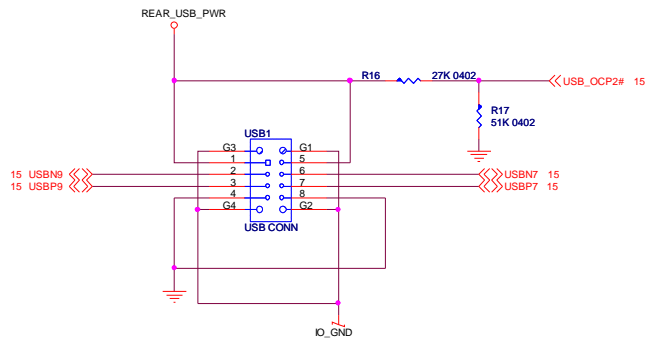 REAR_USB_PWR
R16 27K 0402
USB_OCP2# 15
R17
51K 0402
USB1
G3 G1
1 5
15 USBN9 2 6 USBN7 15
15 USBP9 3 7 USBP7 15
4 8
G4 G2
USB CONN
IO_GND